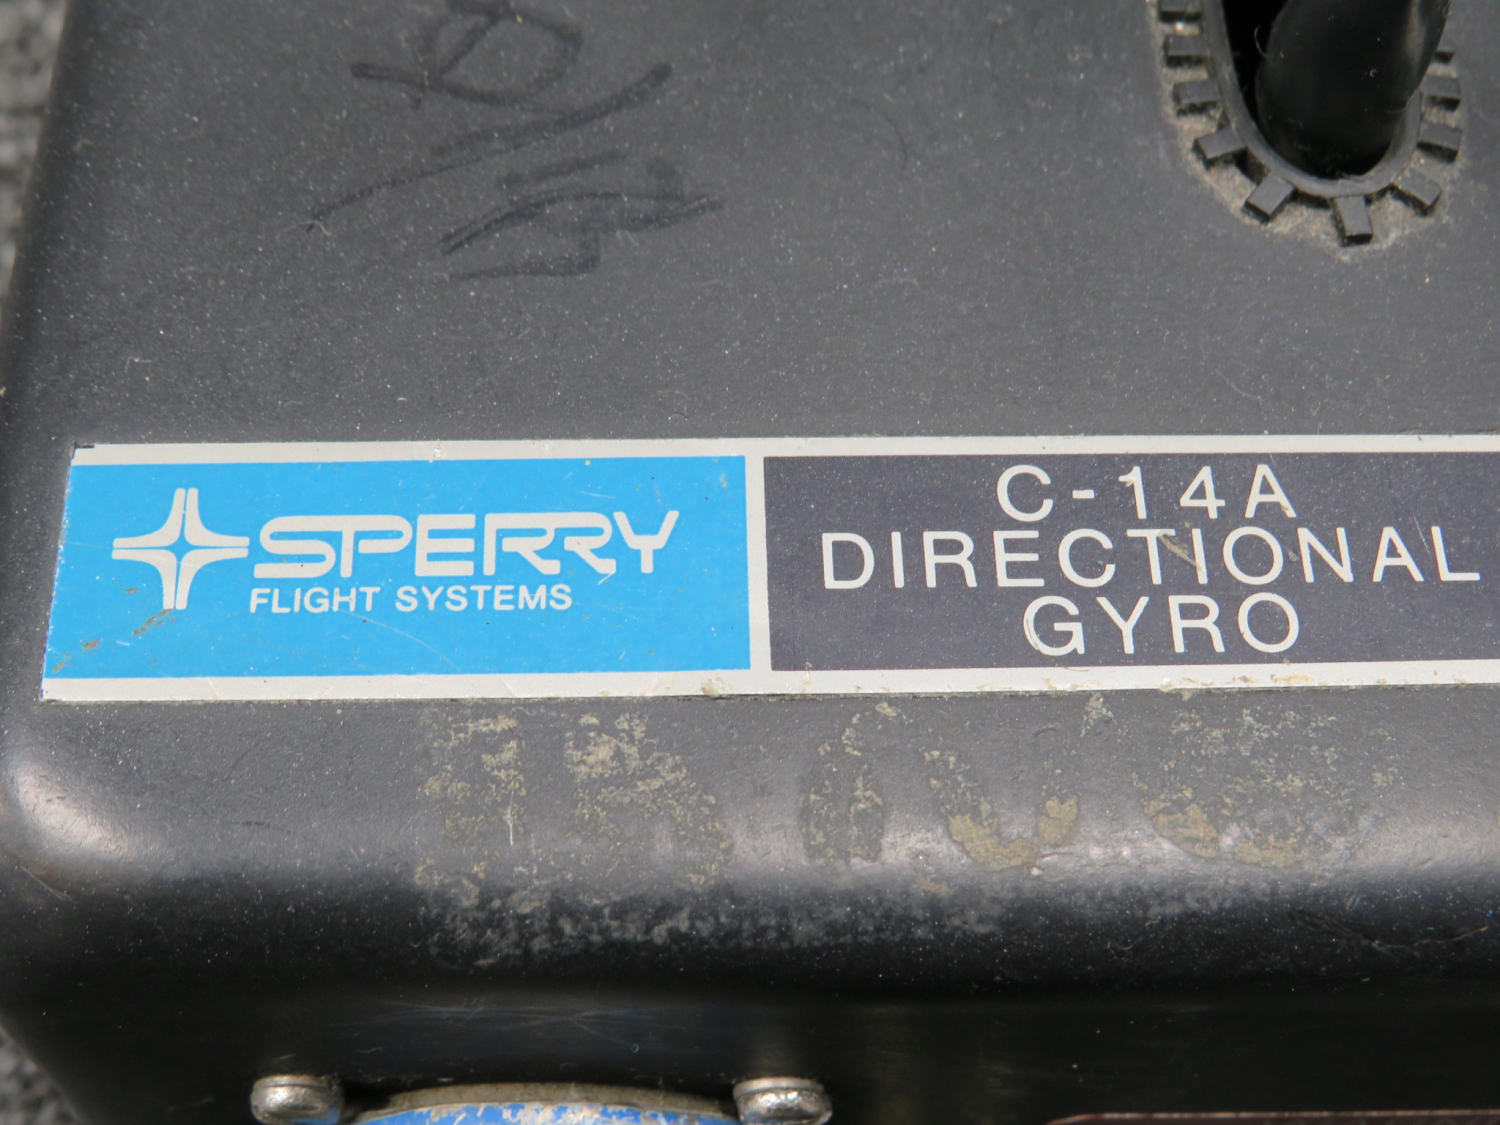 SPERRY
FLIGHT SYSTEMS
C-14A
DIRECTIONAL
GYRO